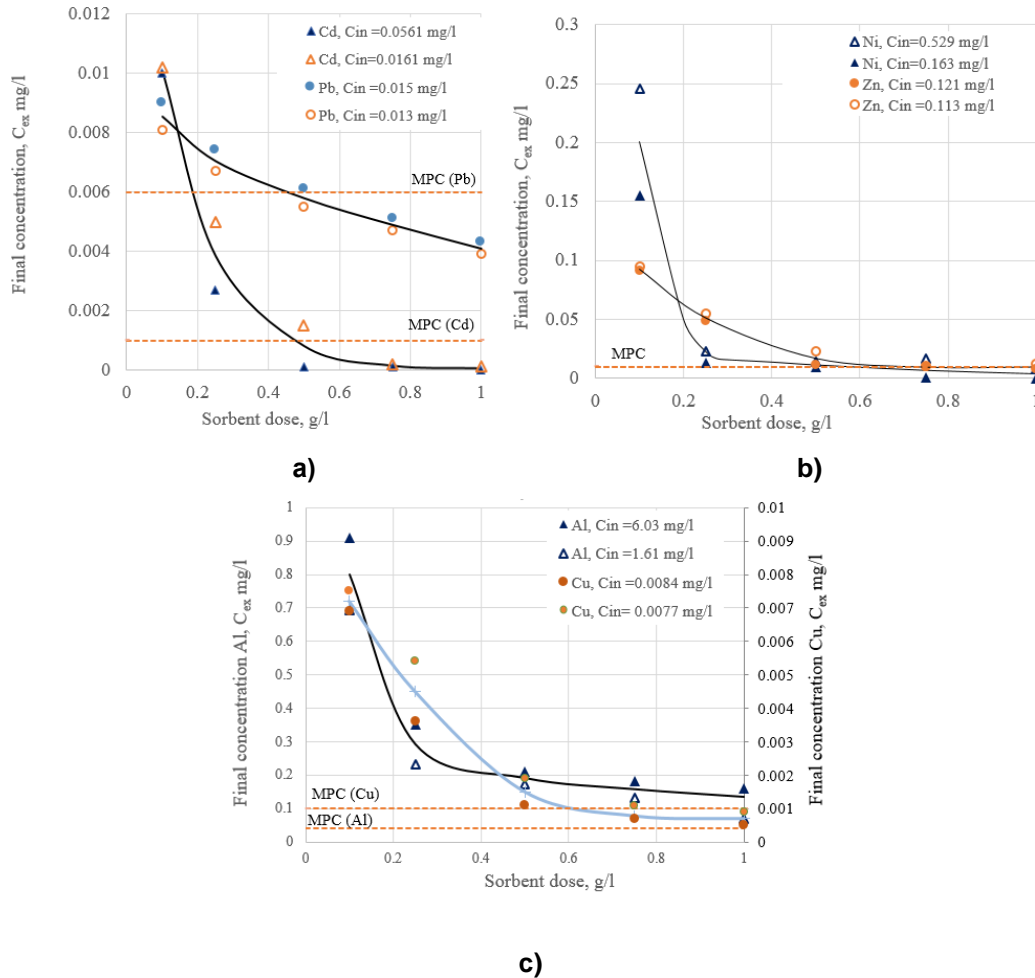 0.012
0.01
0.008
0.006
0.004
0.002
0
Final concentration, Cex mg/l
Cd, Cin=0.0561 mg/l
Cd, Cin=0.0161 mg/l
Pb, Cin =0.015 mg/l
Pb, Cin =0.013 mg/l
MPC (Pb)
MPC (Cd)
0 0.2 0.4 0.6 0.8 1
Sorbent dose, g/l
a)
0.3
0.25
0.2
0.15
0.1
0.05
0
Final concentration, Cex mg/l
Ni, Cin=0.529 mg/l
Ni, Cin=0.163 mg/l
Zn, Cin=0.121 mg/l
Zn, Cin=0.113 mg/l
MPC
0 0.2 0.4 0.6 0.8 1
Sorbent dose, g/l
b)
1
0.9
0.8
0.7
0.6
0.5
0.4
0.3
0.2
0.1
0
Final concentration Al, Cex mg/l
Al, Cin =6.03 mg/l
Al, Cin =1.61 mg/l
Cu, Cin=0.0084 mg/l
Cu, Cin= 0.0077 mg/l
MPC (Cu)
MPC (Al)
0.01
0.009
0.008
0.007
0.006
0.005
0.004
0.003
0.002
0.001
0
Final concentration Cu, Cex mg/l
0 0.2 0.4 0.6 0.8 1
Sorbent dose, g/l
c)